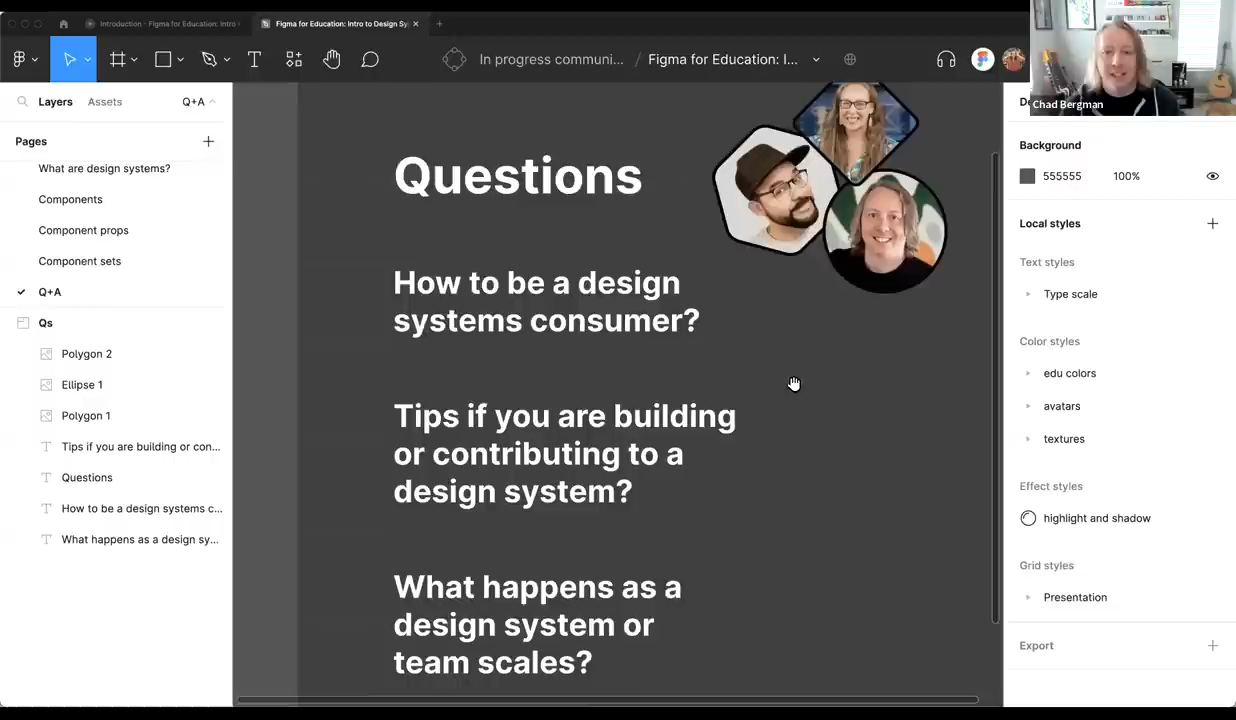 Introduction - Figma for Education: Intro t
Figma for Education: Intro to Design Sy
In progress communi... / Figma for Education: I...
Chad Bergman
Layers
Assets
Q+A
Pages
What are design systems?
Components
Component props
Component sets
Q+A
Qs
Polygon 2
Ellipse 1
Polygon 1
Tips if you are building or con...
Questions
How to be a design systems c...
What happens as a design sy...
Questions
How to be a design
systems consumer?
Tips if you are building
or contributing to a
design system?
What happens as a
design system or
team scales?
Background
555555 100%
Local styles
Text styles
Type scale
Color styles
edu colors
avatars
textures
Effect styles
highlight and shadow
Grid styles
Presentation
Export